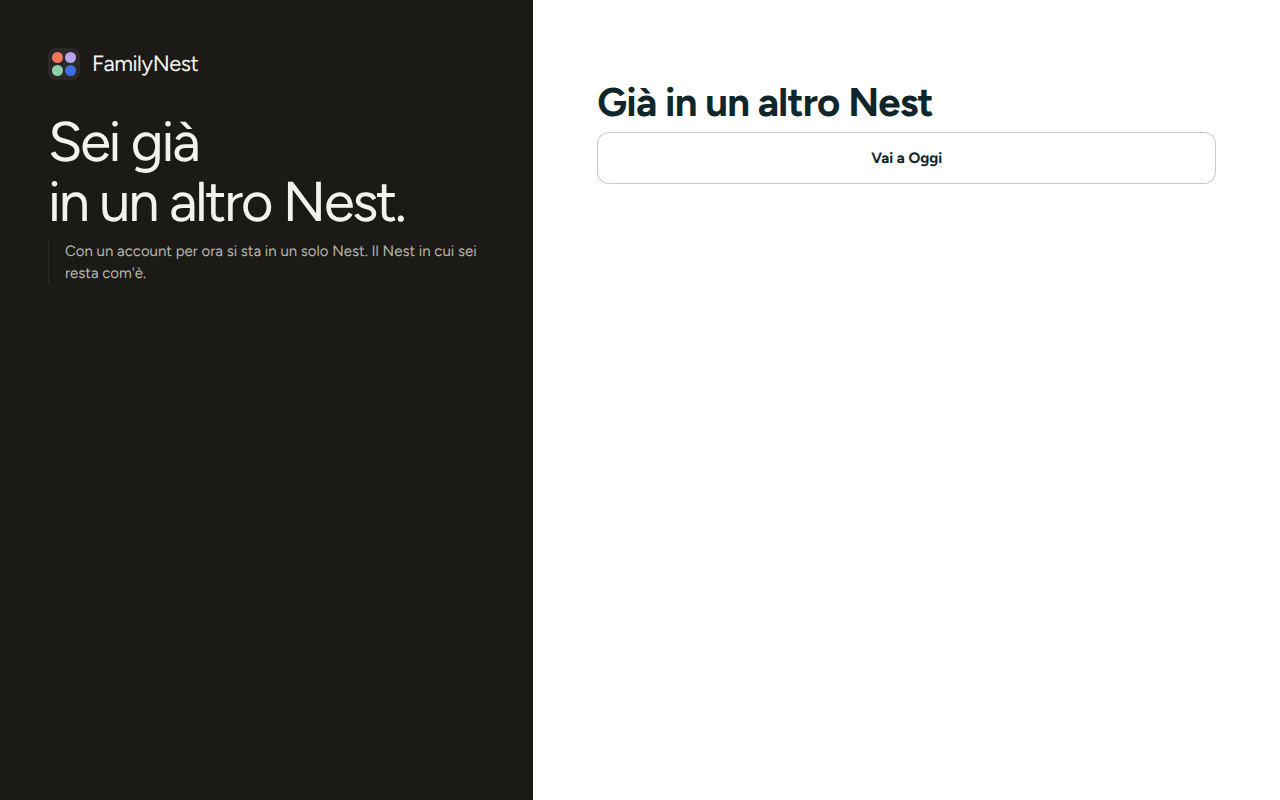 FamilyNest
Sei già
in un altro Nest.
Con un account per ora si sta in un solo Nest. Il Nest in cui sei
resta com'è.
Già in un altro Nest
Vai a Oggi